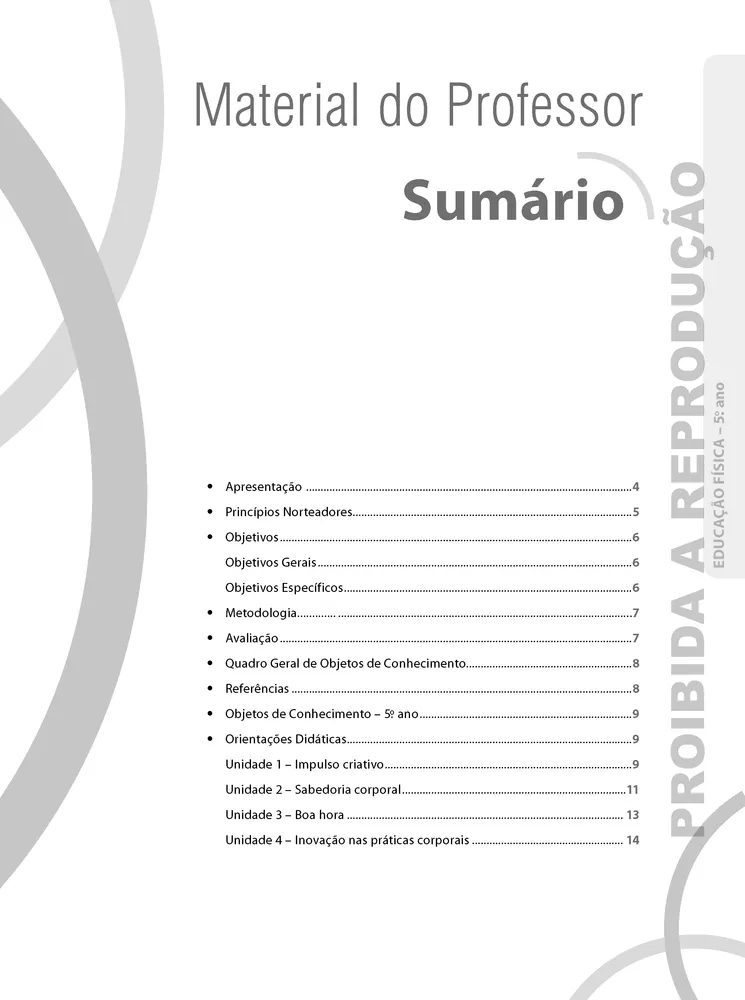 Material do Professor
Sumário
• Apresentação ................................................................................................................4
• Princípios Norteadores................................................................................................5
• Objetivos.........................................................................................................................6
Objetivos Gerais............................................................................................................6
Objetivos Específicos...................................................................................................6
• Metodologia............. .....................................................................................................7
• Avaliação.........................................................................................................................7
• Quadro Geral de Objetos de Conhecimento.........................................................8
• Referências .....................................................................................................................8
• Objetos de Conhecimento – 5º ano.........................................................................9
• Orientações Didáticas..................................................................................................9
Unidade 1 – Impulso criativo.....................................................................................9
Unidade 2 – Sabedoria corporal.............................................................................11
Unidade 3 – Boa hora ............................................................................................... 13
Unidade 4 – Inovação nas práticas corporais .................................................... 14
PROIBIDA A REPRODUÇÃO
EDUCAÇÃO FÍSICA – 5º ano